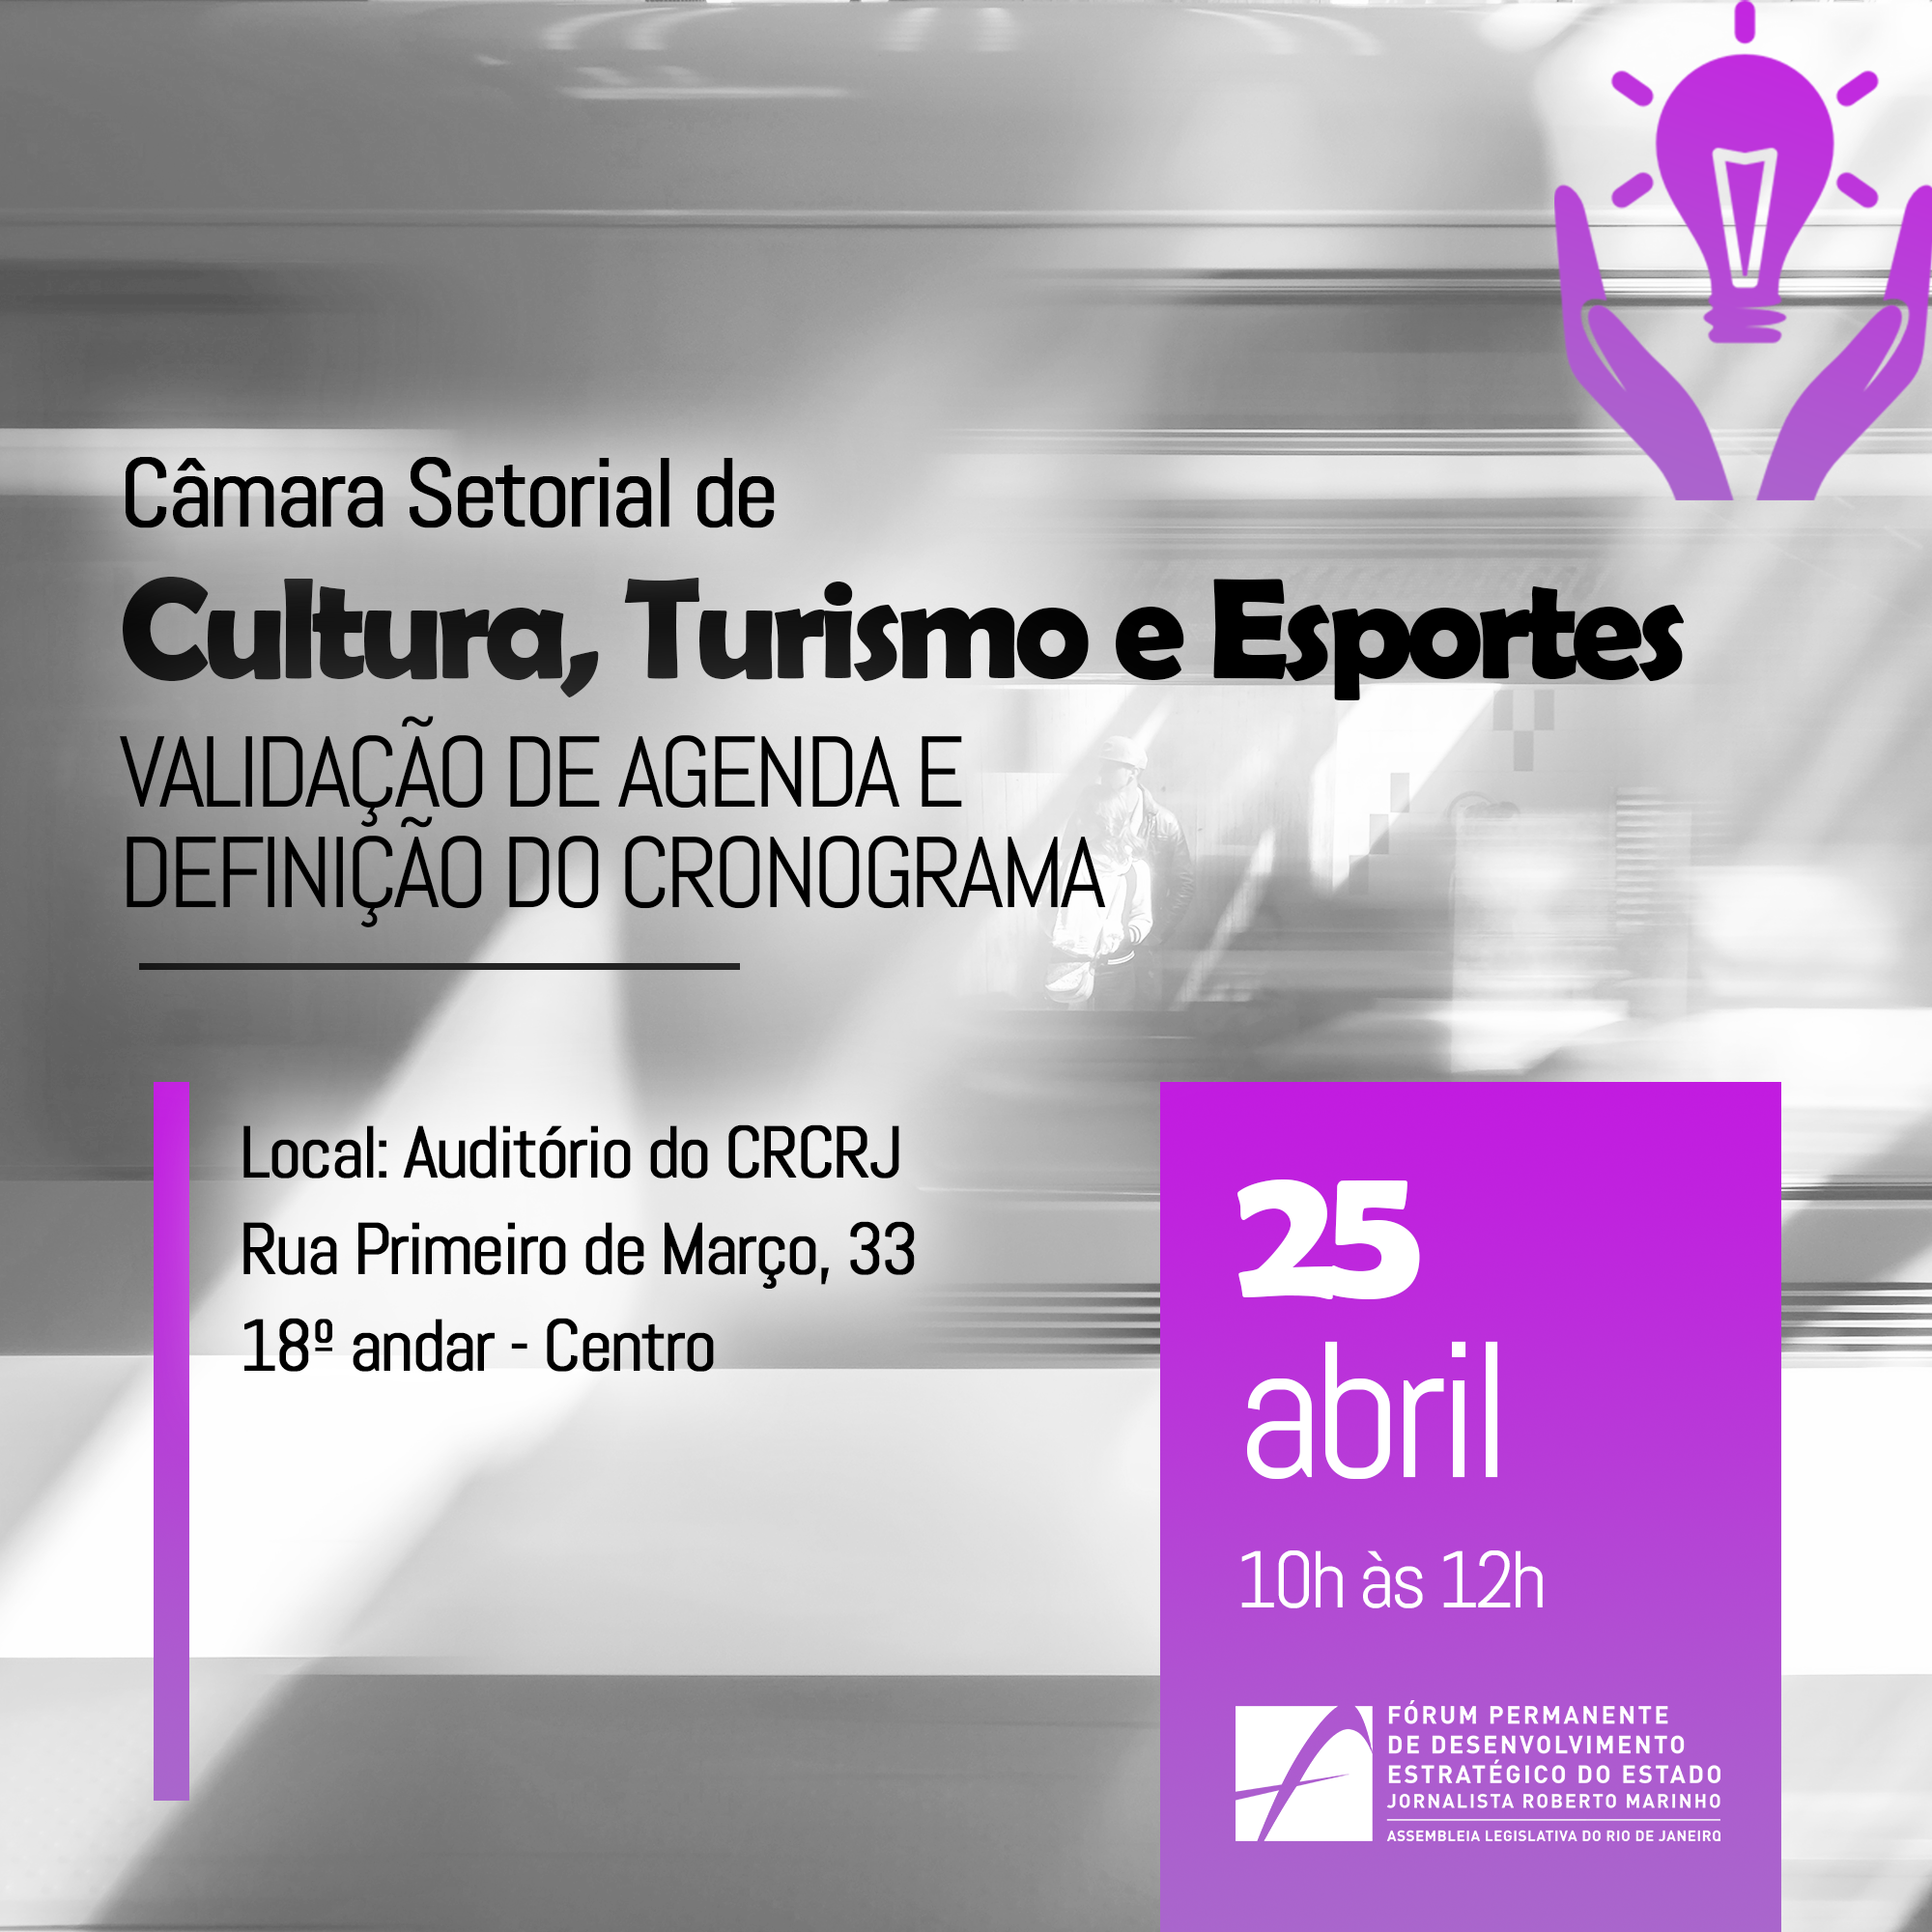 Câmara Setorial de
Cultura, Turismo e Esportes
VALIDAÇÃO DE AGENDA E
DEFINIÇÃO DO CRONOGRAMA
Local: Auditório do CRCRJ
Rua Primeiro de Março, 33
18º andar - Centro
25
abril
10h às 12h
FÓRUM PERMANENTE
DE DESENVOLVIMENTO
ESTRATÉGICO DO ESTADO
JORNALISTA ROBERTO MARINHO
ASSEMBLEIA LEGISLATIVA DO RIO DE JANEIRO